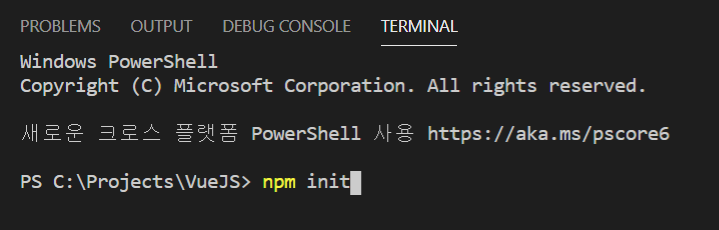 PROBLEMS OUTPUT DEBUG CONSOLE TERMINAL
Windows PowerShell
Copyright (C) Microsoft Corporation. All rights reserved.
새로운 크로스 플랫폼 PowerShell 사용 https://aka.ms/pscore6
PS C:\Projects\VueJS> npm init